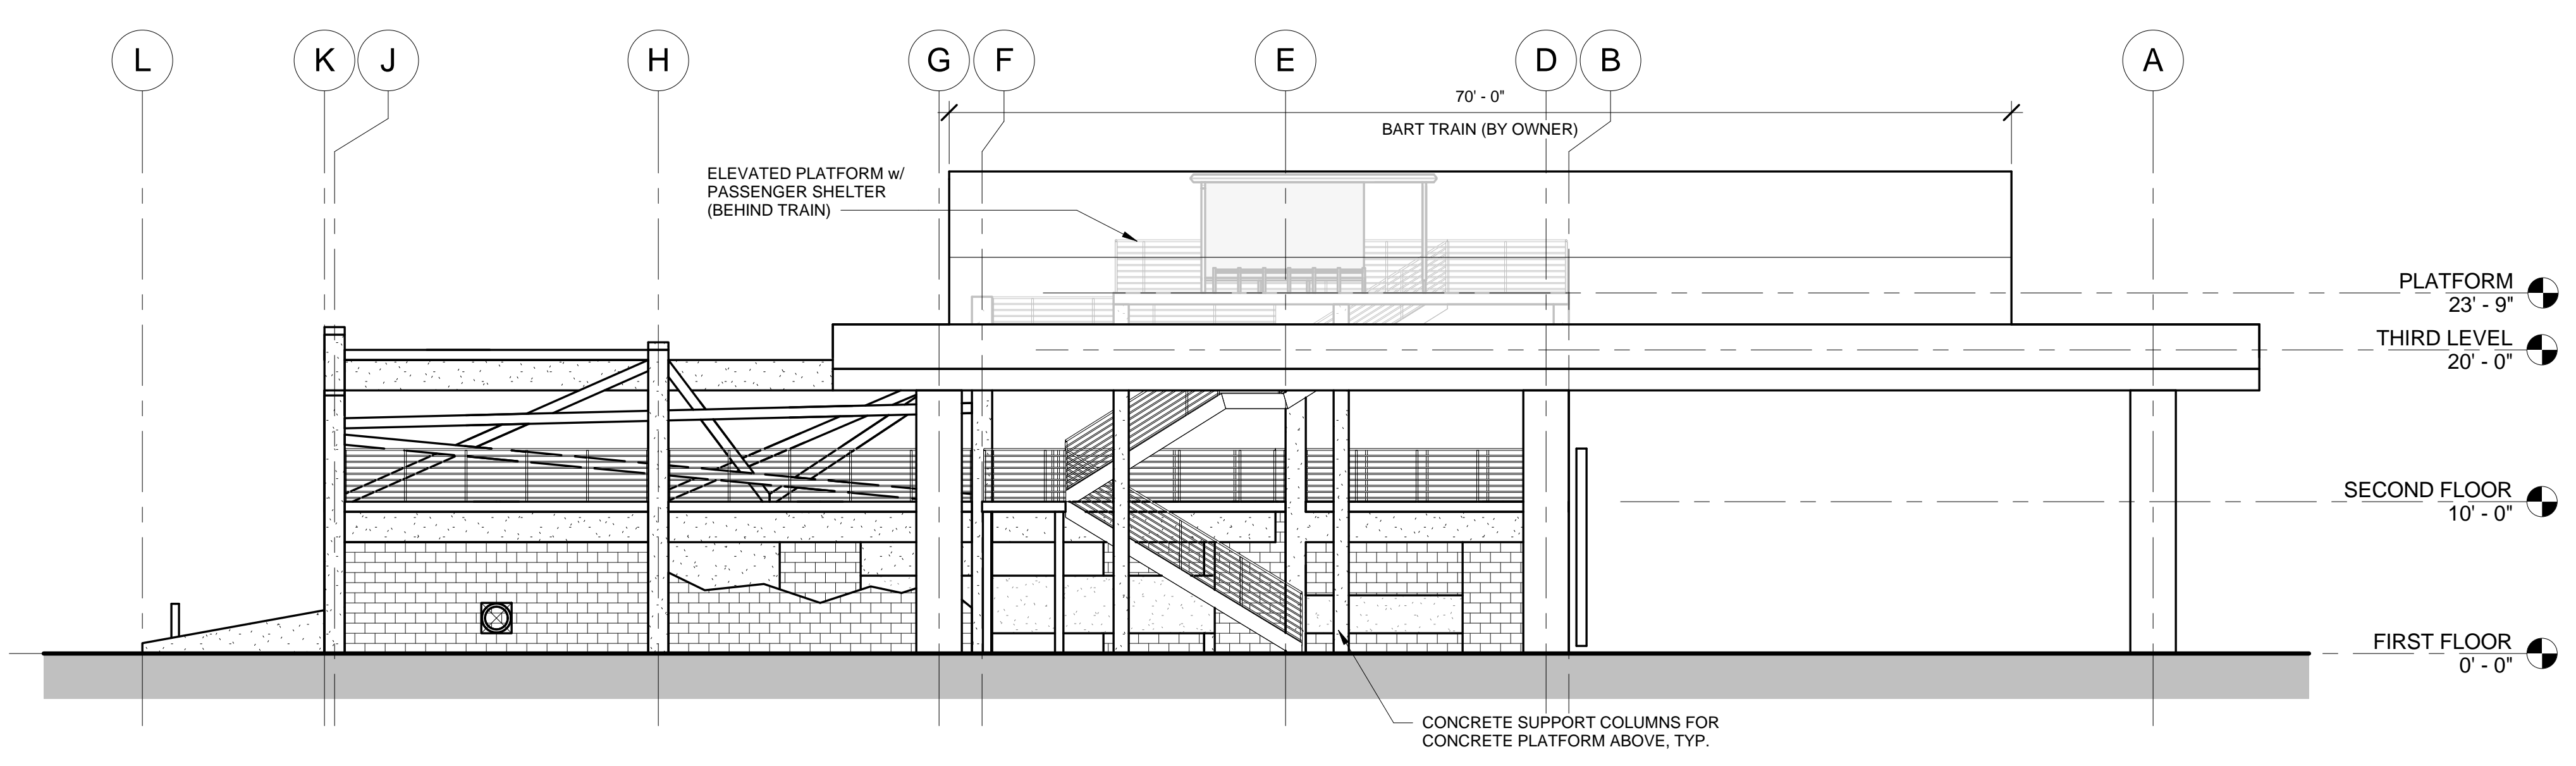 L K J H G F E D B A
70' - 0"
BART TRAIN (BY OWNER)
ELEVATED PLATFORM w/
PASSENGER SHELTER
(BEHIND TRAIN)
PLATFORM
23' - 9"
THIRD LEVEL
20' - 0"
SECOND FLOOR
10' - 0"
FIRST FLOOR
0' - 0"
CONCRETE SUPPORT COLUMNS FOR
CONCRETE PLATFORM ABOVE, TYP.